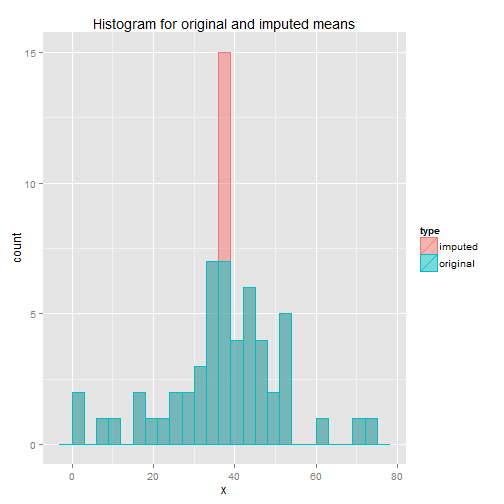 Histogram for original and imputed means
15
10
5
0
count
0 20 40 60 80
x
type
imputed
original